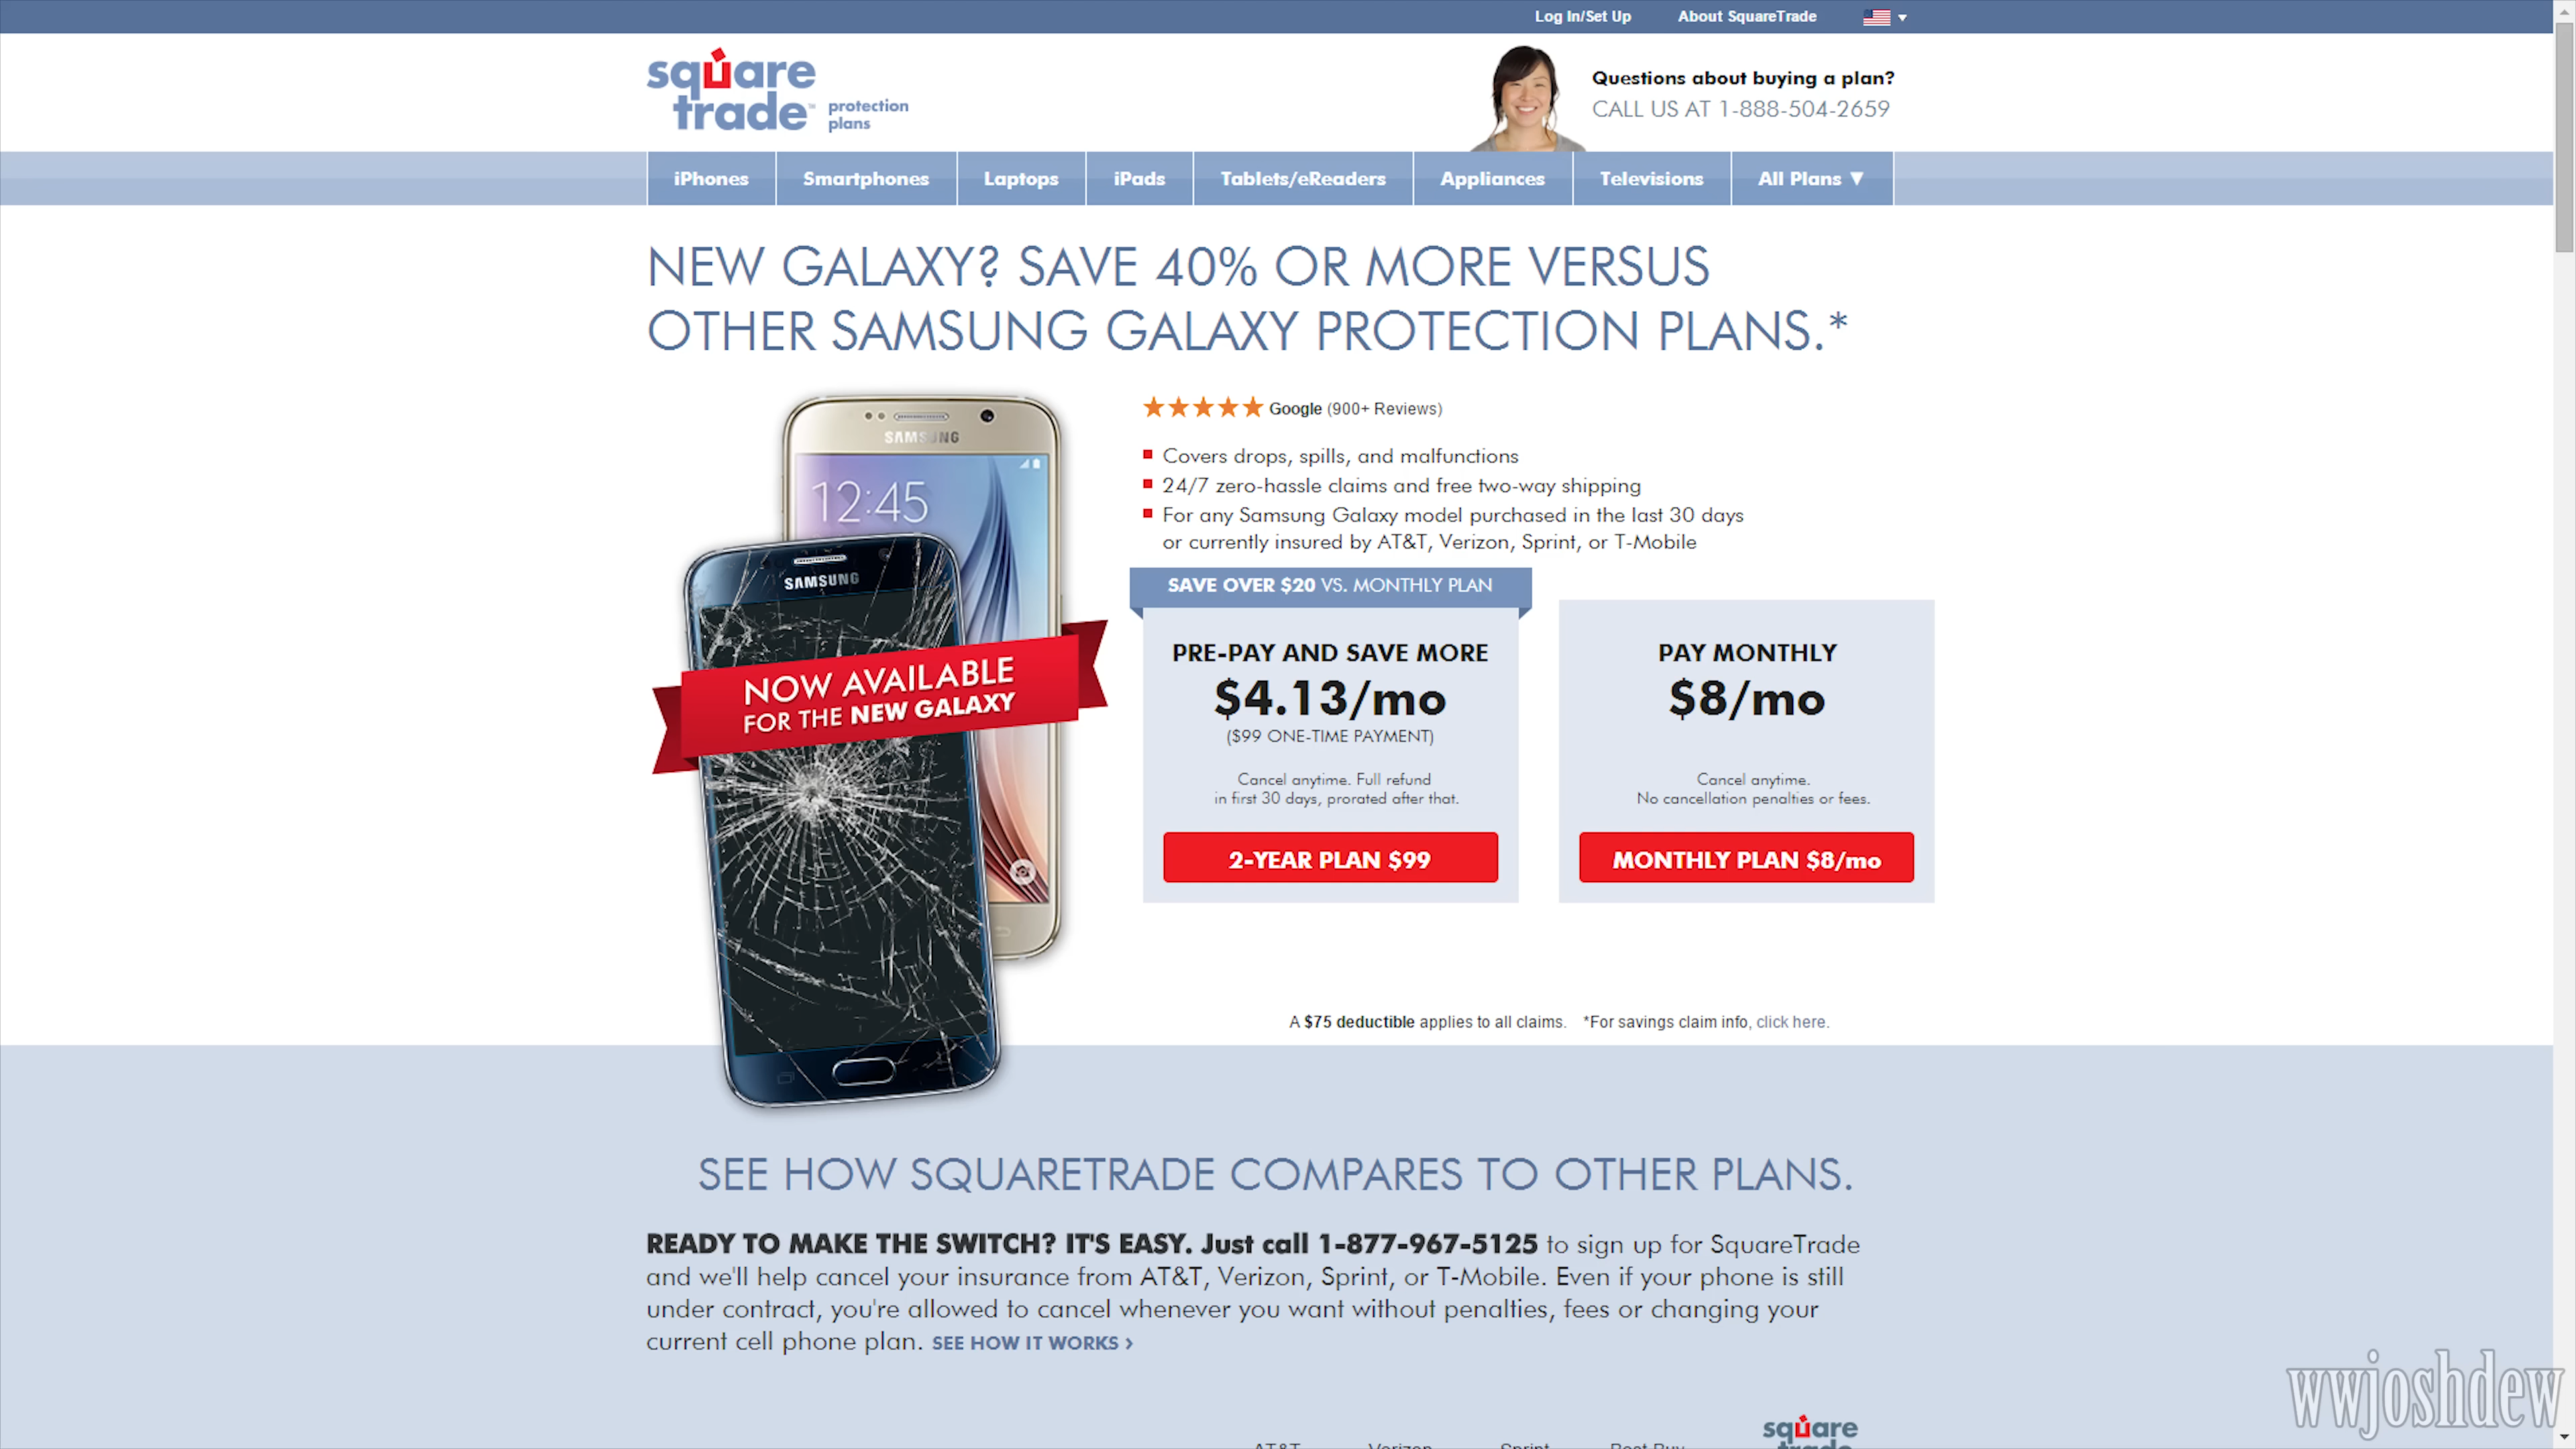 Log In/Set Up About SquareTrade
square
trade™ protection
plans
Questions about buying a plan?
CALL US AT 1-888-504-2659
iPhones Smartphones Laptops iPads Tablets/eReaders Appliances Televisions All Plans ▼
NEW GALAXY? SAVE 40% OR MORE VERSUS
OTHER SAMSUNG GALAXY PROTECTION PLANS.*
SAMSUNG
12:45
SAMSUNG
NOW AVAILABLE
FOR THE NEW GALAXY
Google (900+ Reviews)
Covers drops, spills, and malfunctions
24/7 zero-hassle claims and free two-way shipping
For any Samsung Galaxy model purchased in the last 30 days
or currently insured by AT&T, Verizon, Sprint, or T-Mobile
SAVE OVER $20 VS. MONTHLY PLAN
PRE-PAY AND SAVE MORE
$4.13/mo
($99 ONE-TIME PAYMENT)
Cancel anytime. Full refund
in first 30 days, prorated after that.
2-YEAR PLAN $99
PAY MONTHLY
$8/mo
Cancel anytime.
No cancellation penalties or fees.
MONTHLY PLAN $8/mo
A $75 deductible applies to all claims. *For savings claim info, click here.
SEE HOW SQUARETRADE COMPARES TO OTHER PLANS.
READY TO MAKE THE SWITCH? IT'S EASY. Just call 1-877-967-5125 to sign up for SquareTrade
and we'll help cancel your insurance from AT&T, Verizon, Sprint, or T-Mobile. Even if your phone is still
under contract, you're allowed to cancel whenever you want without penalties, fees or changing your
current cell phone plan. SEE HOW IT WORKS ›
wwjoshdew
square
AT&T Verizon Sprint Best Buy trade